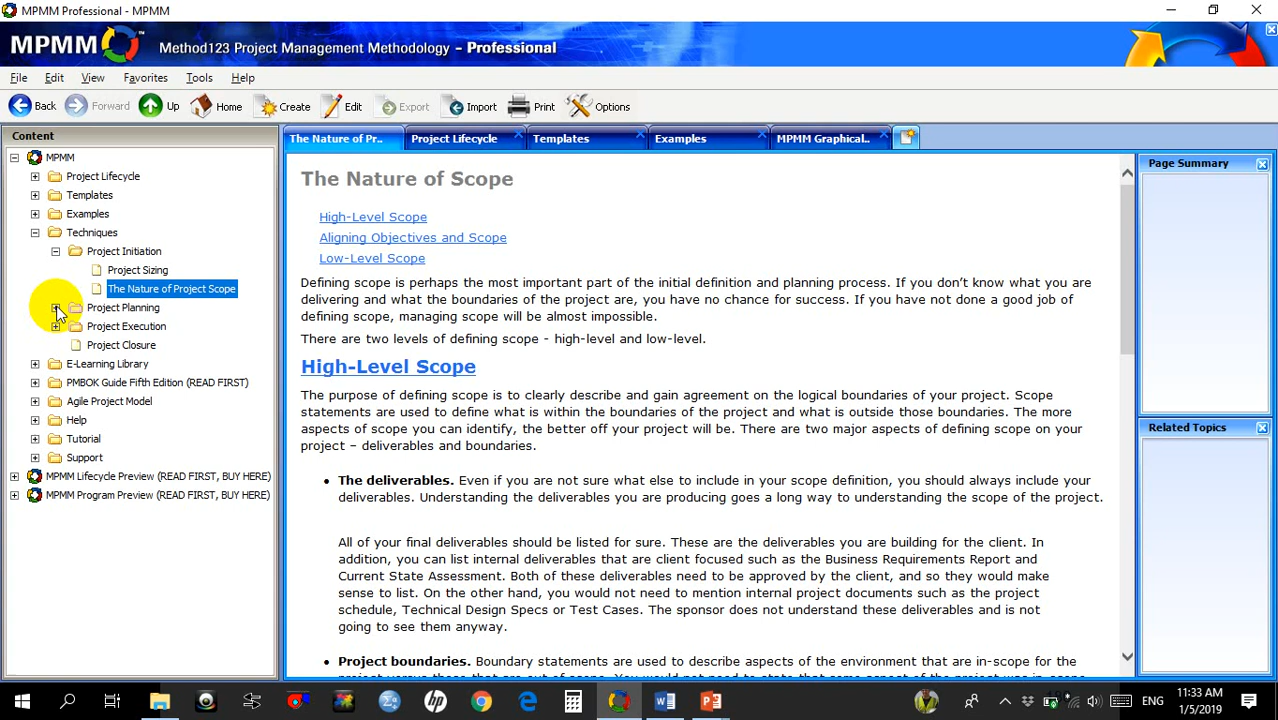 MPMM Professional - MPMM
MPMM Method123 Project Management Methodology - Professional
File Edit View Favorites Tools Help
Back Forward Up Home Create Edit Export Import Print Options
Content
MPMM
Project Lifecycle
Templates
Examples
Techniques
Project Initiation
Project Sizing
The Nature of Project Scope
Project Planning
Project Execution
Project Closure
E-Learning Library
PMBOK Guide Fifth Edition (READ FIRST)
Agile Project Model
Help
Tutorial
Support
MPMM Lifecycle Preview (READ FIRST, BUY HERE)
MPMM Program Preview (READ FIRST, BUY HERE)
The Nature of Pr.. Project Lifecycle Templates Examples MPMM Graphical..
The Nature of Scope
High-Level Scope
Aligning Objectives and Scope
Low-Level Scope
Defining scope is perhaps the most important part of the initial definition and planning process. If you don't know what you are
delivering and what the boundaries of the project are, you have no chance for success. If you have not done a good job of
defining scope, managing scope will be almost impossible.
There are two levels of defining scope - high-level and low-level.
High-Level Scope
The purpose of defining scope is to clearly describe and gain agreement on the logical boundaries of your project. Scope
statements are used to define what is within the boundaries of the project and what is outside those boundaries. The more
aspects of scope you can identify, the better off your project will be. There are two major aspects of defining scope on your
project – deliverables and boundaries.
• The deliverables. Even if you are not sure what else to include in your scope definition, you should always include your
deliverables. Understanding the deliverables you are producing goes a long way to understanding the scope of the project.
All of your final deliverables should be listed for sure. These are the deliverables you are building for the client. In
addition, you can list internal deliverables that are client focused such as the Business Requirements Report and
Current State Assessment. Both of these deliverables need to be approved by the client, and so they would make
sense to list. On the other hand, you would not need to mention internal project documents such as the project
schedule, Technical Design Specs or Test Cases. The sponsor does not understand these deliverables and is not
going to see them anyway.
• Project boundaries. Boundary statements are used to describe aspects of the environment that are in-scope for the
Page Summary
Related Topics
ENG
11:33 AM
1/5/2019